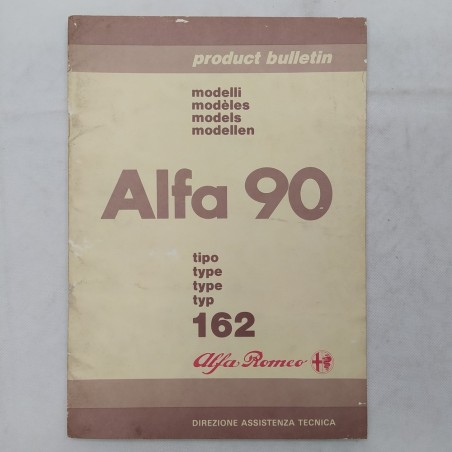 product bulletin
modelli
modèles
models
modellen
Alfa 90
tipo
type
type
typ
162
Alfa Romeo
DIREZIONE ASSISTENZA TECNICA